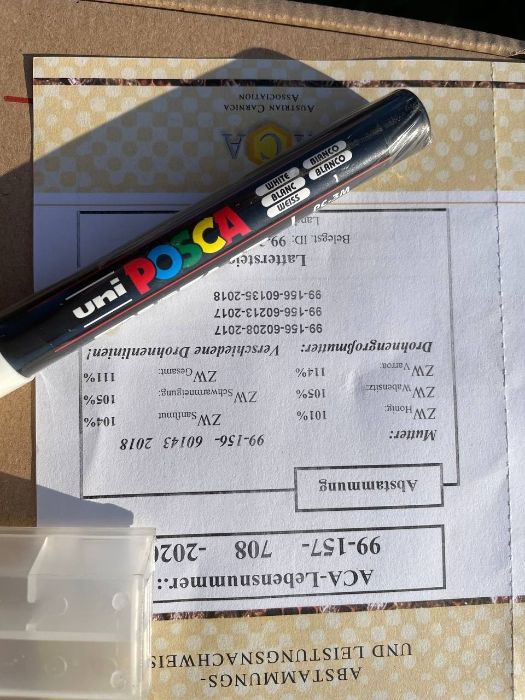 uni POSCA
WHITE BIANCO
BLANC BLANCO
WEISS
PC-5M
ABSTAMMUNGS-
UND LEISTUNGSNACHWEIS
ACA-Lebensnummer.:
99-157- 708 -202
Abstammung
Mutter: 99-156- 60143 2018
ZW Honig: 101% ZW Sanftmut 104%
ZW Wabensitz: 105% ZW Schwarmneigung: 105%
ZW Varroa: 114% ZW Gesamt: 111%
Drohnengroßmutter: Verschiedene Drohnenlinien!
99-156-60208-2017
99-156-60213-2017
99-156-60135-2018
Belegst. ID: 99.
AUSTRIAN CARNICA
ASSOCIATION